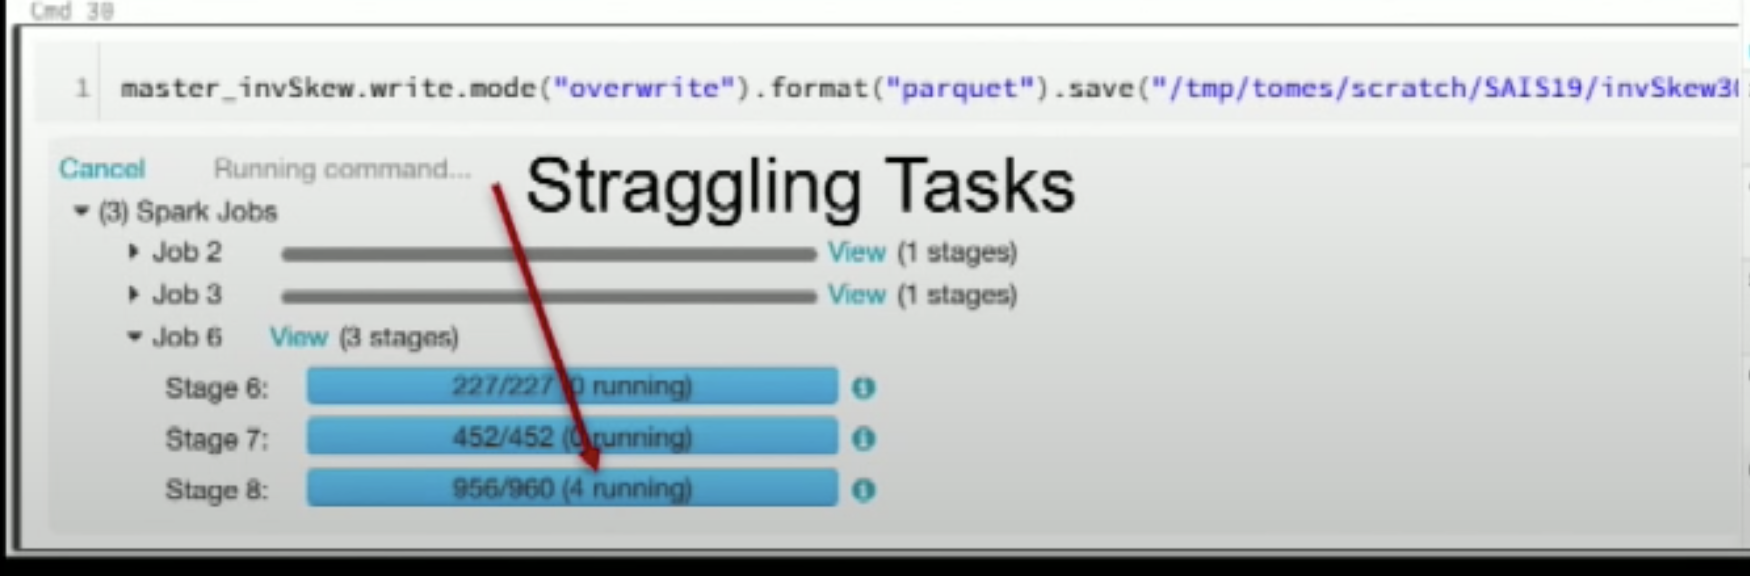 Cmd 30
1 master_invSkew.write.mode("overwrite").format("parquet").save("/tmp/tomes/scratch/SAIS19/invSkew3
Cancel Running command...
Straggling Tasks
(3) Spark Jobs
Job 2 View (1 stages)
Job 3 View (1 stages)
Job 6 View (3 stages)
Stage 6: 227/227 (0 running)
Stage 7: 452/452 (0 running)
Stage 8: 956/960 (4 running)